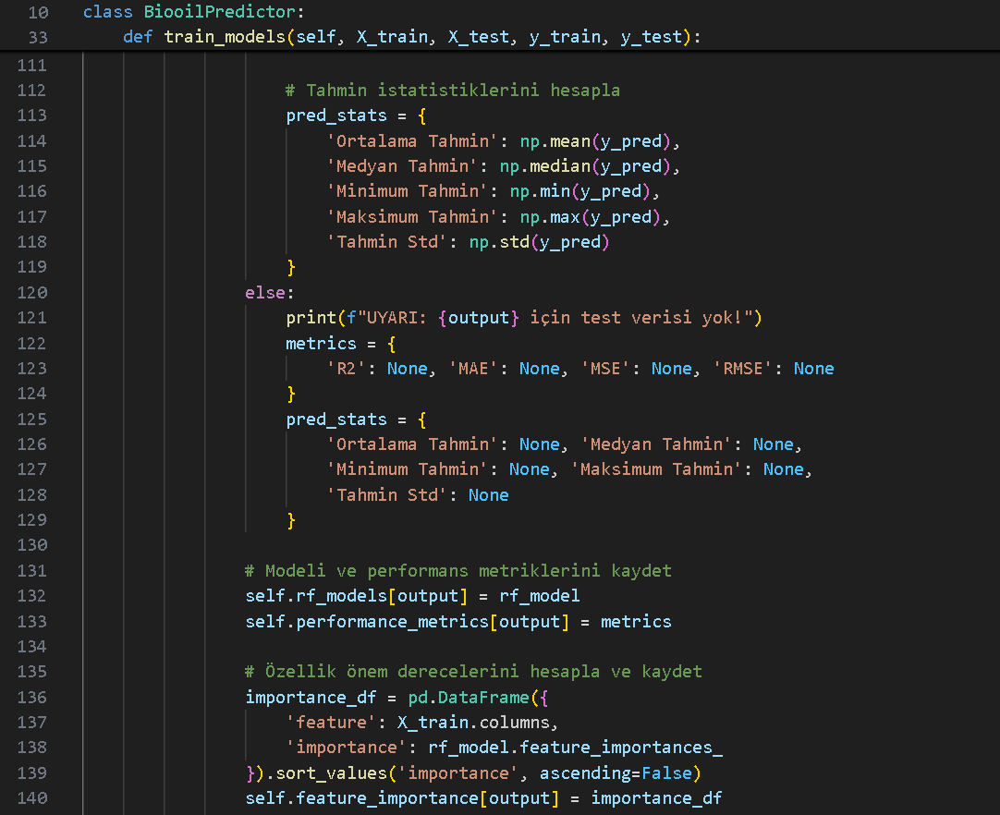 10 class BiooilPredictor:
33 def train_models(self, X_train, X_test, y_train, y_test):
111
112 # Tahmin istatistiklerini hesapla
113 pred_stats = {
114 'Ortalama Tahmin': np.mean(y_pred),
115 'Medyan Tahmin': np.median(y_pred),
116 'Minimum Tahmin': np.min(y_pred),
117 'Maksimum Tahmin': np.max(y_pred),
118 'Tahmin Std': np.std(y_pred)
119 }
120 else:
121 print(f"UYARI: {output} için test verisi yok!")
122 metrics = {
123 'R2': None, 'MAE': None, 'MSE': None, 'RMSE': None
124 }
125 pred_stats = {
126 'Ortalama Tahmin': None, 'Medyan Tahmin': None,
127 'Minimum Tahmin': None, 'Maksimum Tahmin': None,
128 'Tahmin Std': None
129 }
130
131 # Modeli ve performans metriklerini kaydet
132 self.rf_models[output] = rf_model
133 self.performance_metrics[output] = metrics
134
135 # Özellik önem derecelerini hesapla ve kaydet
136 importance_df = pd.DataFrame({
137 'feature': X_train.columns,
138 'importance': rf_model.feature_importances_
139 }).sort_values('importance', ascending=False)
140 self.feature_importance[output] = importance_df